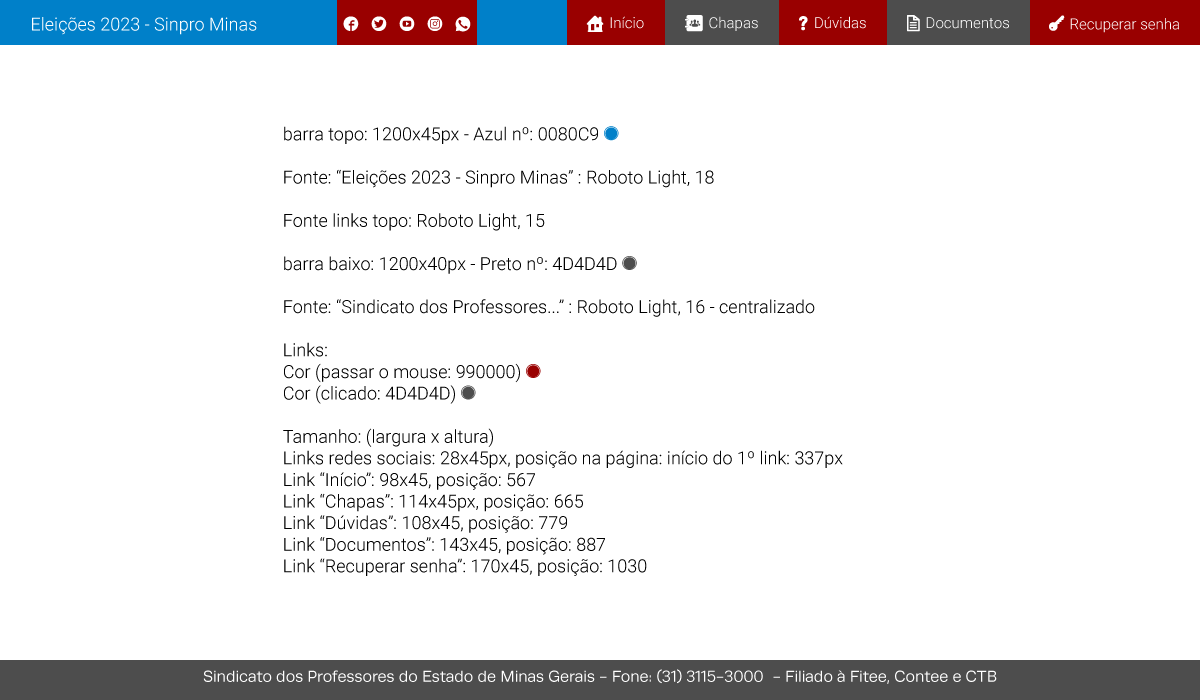 Eleições 2023 - Sinpro Minas
Início
Chapas
Dúvidas
Documentos
Recuperar senha
barra topo: 1200x45px - Azul nº: 0080C9
Fonte: “Eleições 2023 - Sinpro Minas” : Roboto Light, 18
Fonte links topo: Roboto Light, 15
barra baixo: 1200x40px - Preto nº: 4D4D4D
Fonte: “Sindicato dos Professores...” : Roboto Light, 16 - centralizado
Links:
Cor (passar o mouse: 990000)
Cor (clicado: 4D4D4D)
Tamanho: (largura x altura)
Links redes sociais: 28x45px, posição na página: início do 1º link: 337px
Link “Início”: 98x45, posição: 567
Link “Chapas”: 114x45px, posição: 665
Link “Dúvidas”: 108x45, posição: 779
Link “Documentos”: 143x45, posição: 887
Link “Recuperar senha”: 170x45, posição: 1030
Sindicato dos Professores do Estado de Minas Gerais - Fone: (31) 3115-3000 - Filiado à Fitee, Contee e CTB